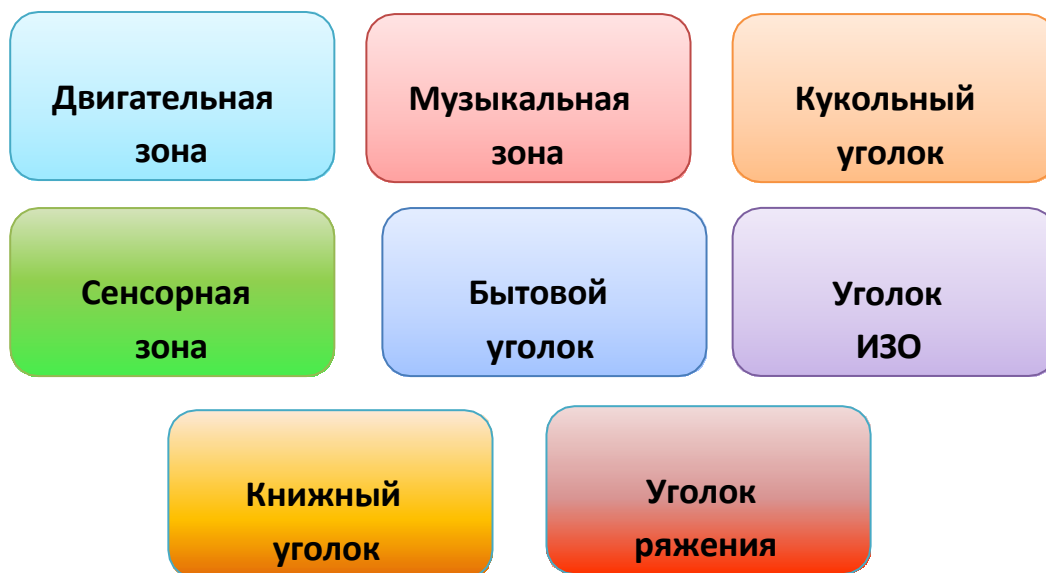 Двигательная
зона
Музыкальная
зона
Кукольный
уголок
Сенсорная
зона
Бытовой
уголок
Уголок
ИЗО
Книжный
уголок
Уголок
ряжения